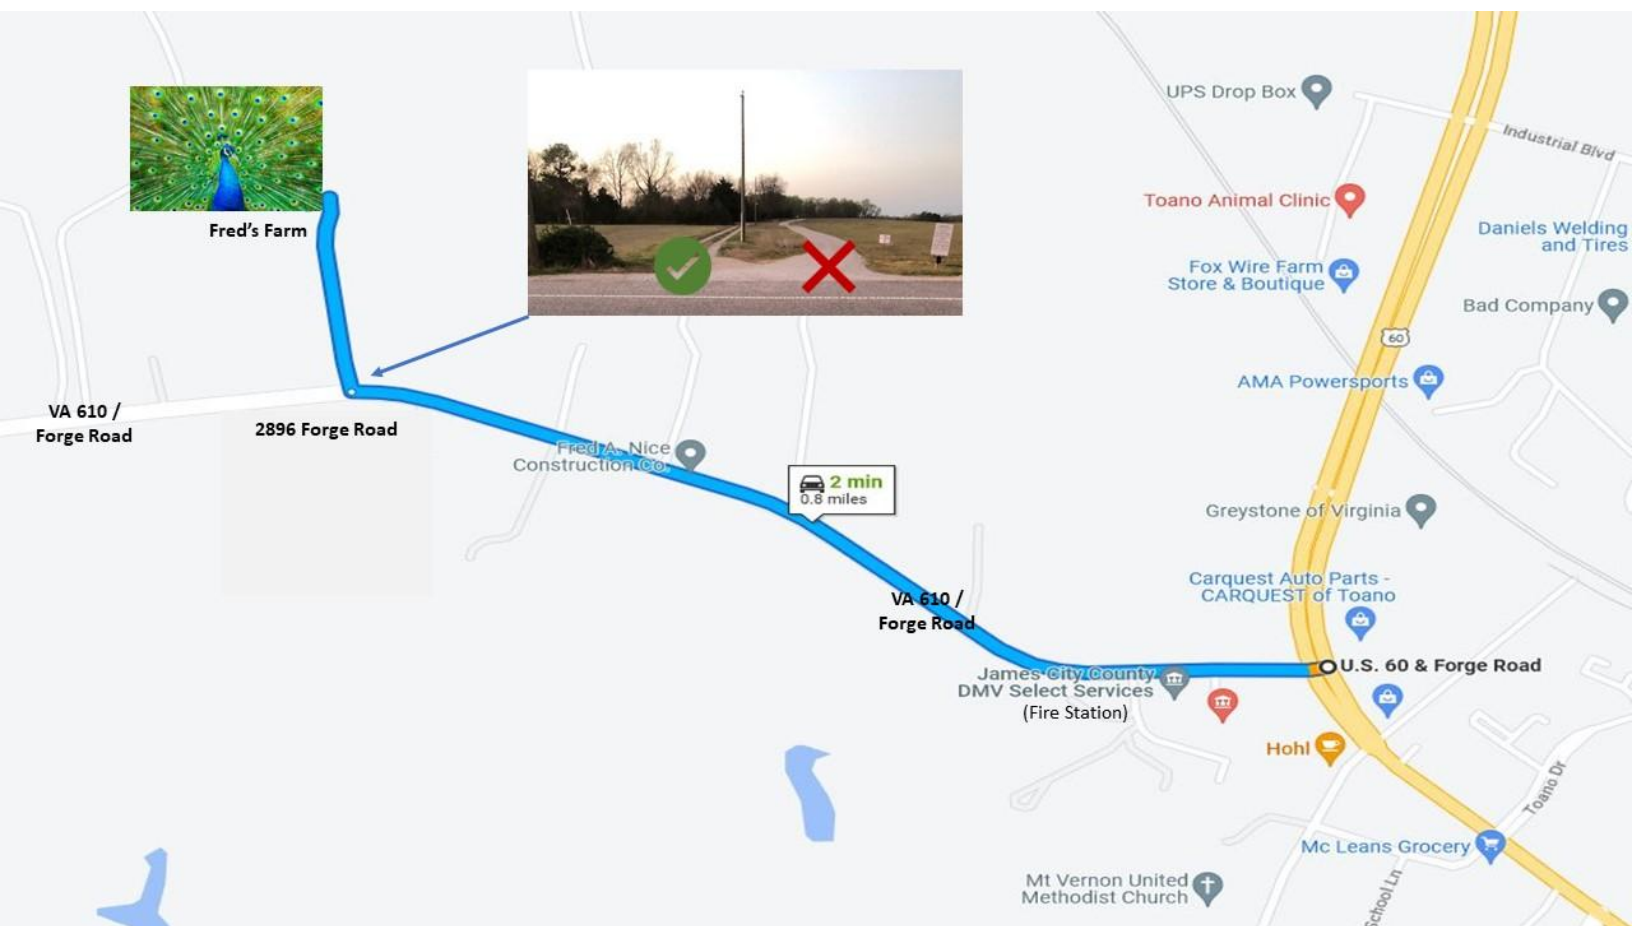 UPS Drop Box
Industrial Blvd
Toano Animal Clinic
Daniels Welding
and Tires
Fred's Farm
Fox Wire Farm
Store & Boutique
Bad Company
60
AMA Powersports
VA 610 /
Forge Road
2896 Forge Road
Fred A. Nice
Construction Co.
2 min
0.8 miles
Greystone of Virginia
Carquest Auto Parts -
CARQUEST of Toano
VA 610 /
Forge Road
U.S. 60 & Forge Road
James City County
DMV Select Services
(Fire Station)
Hohl
Toano Dr
Mc Leans Grocery
Mt Vernon United
Methodist Church
School Ln